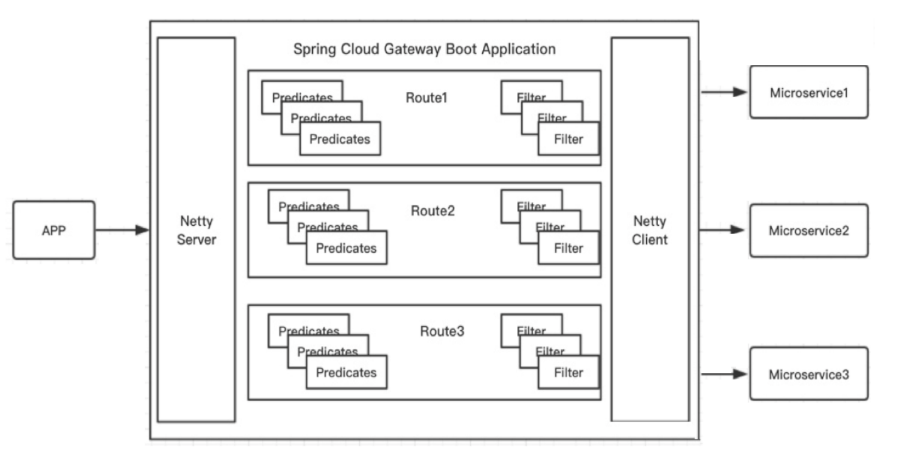 Spring Cloud Gateway Boot Application
Predicates
Predicates
Predicates
Route1
Filter
Filter
Filter
Microservice1
APP
Netty
Server
Predicates
Predicates
Predicates
Route2
Filter
Filter
Filter
Netty
Client
Microservice2
Predicates
Predicates
Predicates
Route3
Filter
Filter
Filter
Microservice3